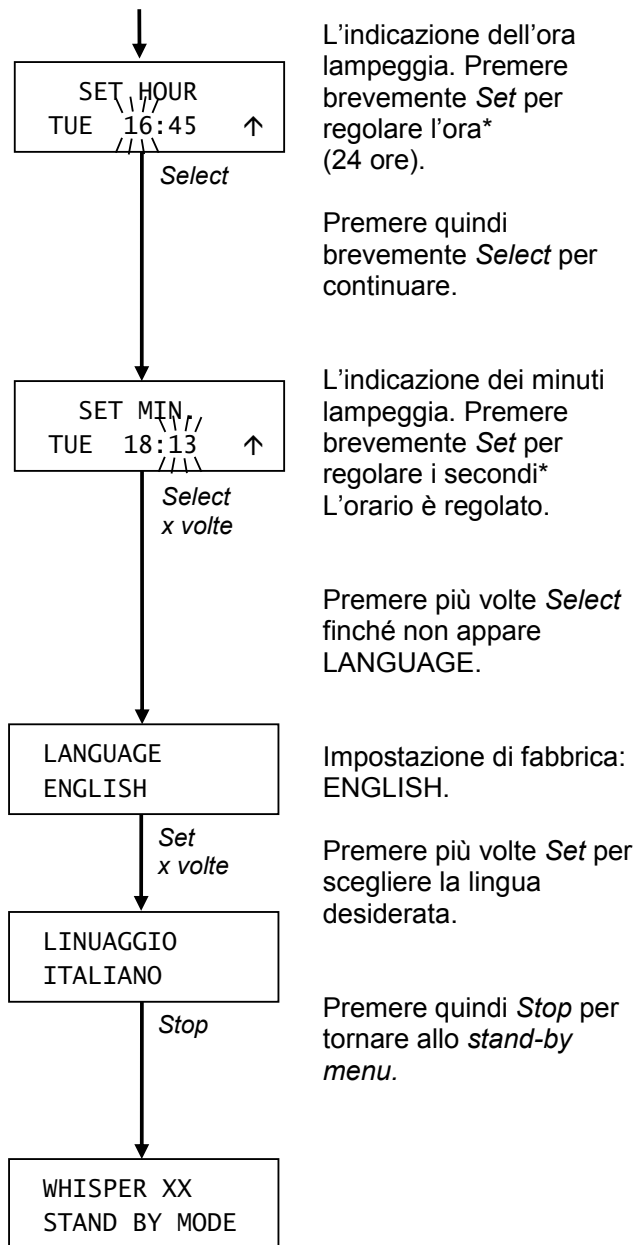 SET HOUR
TUE 16:45 ↑
Select
L’indicazione dell’ora
lampeggia. Premere
brevemente Set per
regolare l’ora*
(24 ore).
Premere quindi
brevemente Select per
continuare.
SET MIN.
TUE 18:13 ↑
Select
x volte
L’indicazione dei minuti
lampeggia. Premere
brevemente Set per
regolare i secondi*
L’orario è regolato.
Premere più volte Select
finché non appare
LANGUAGE.
LANGUAGE
ENGLISH
Impostazione di fabbrica:
ENGLISH.
Set
x volte
Premere più volte Set per
scegliere la lingua
desiderata.
LINUAGGIO
ITALIANO
Stop
Premere quindi Stop per
tornare allo stand-by
menu.
WHISPER XX
STAND BY MODE